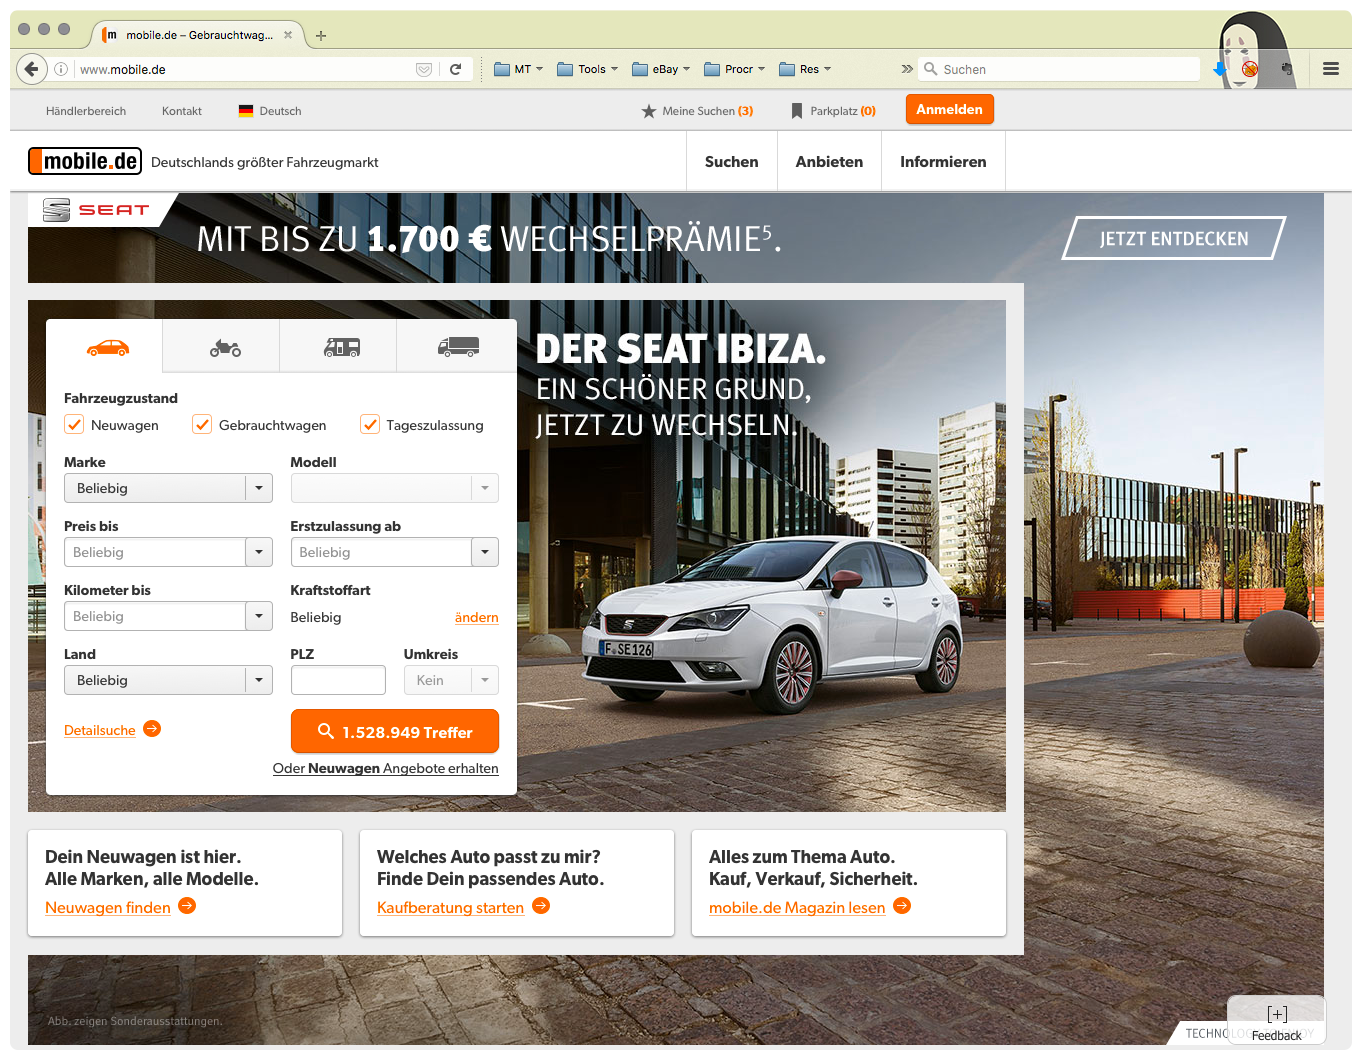 mobile.de – Gebrauchtwag...
www.mobile.de
MT
Tools
eBay
Procr
Res
Suchen
Händlerbereich
Kontakt
Deutsch
Meine Suchen (3)
Parkplatz (0)
Anmelden
mobile.de
Deutschlands größter Fahrzeugmarkt
Suchen
Anbieten
Informieren
SEAT
MIT BIS ZU 1.700 € WECHSELPRÄMIE⁵.
JETZT ENTDECKEN
DER SEAT IBIZA.
EIN SCHÖNER GRUND,
JETZT ZU WECHSELN.
Fahrzeugzustand
Neuwagen
Gebrauchtwagen
Tageszulassung
Marke
Modell
Beliebig
Preis bis
Erstzulassung ab
Beliebig
Beliebig
Kilometer bis
Kraftstoffart
Beliebig
Beliebig
ändern
Land
PLZ
Umkreis
Beliebig
Kein
Detailsuche
1.528.949 Treffer
Oder Neuwagen Angebote erhalten
F SE126
Dein Neuwagen ist hier.
Alle Marken, alle Modelle.
Neuwagen finden
Welches Auto passt zu mir?
Finde Dein passendes Auto.
Kaufberatung starten
Alles zum Thema Auto.
Kauf, Verkauf, Sicherheit.
mobile.de Magazin lesen
Abb. zeigen Sonderausstattungen.
TECHNOLOGY TO ENJOY
[+]
Feedback